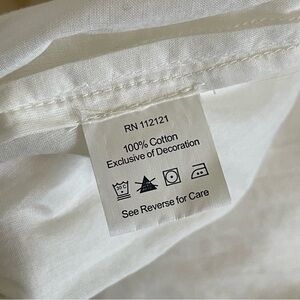 RN 112121
100% Cotton
Exclusive of Decoration
See Reverse for Care